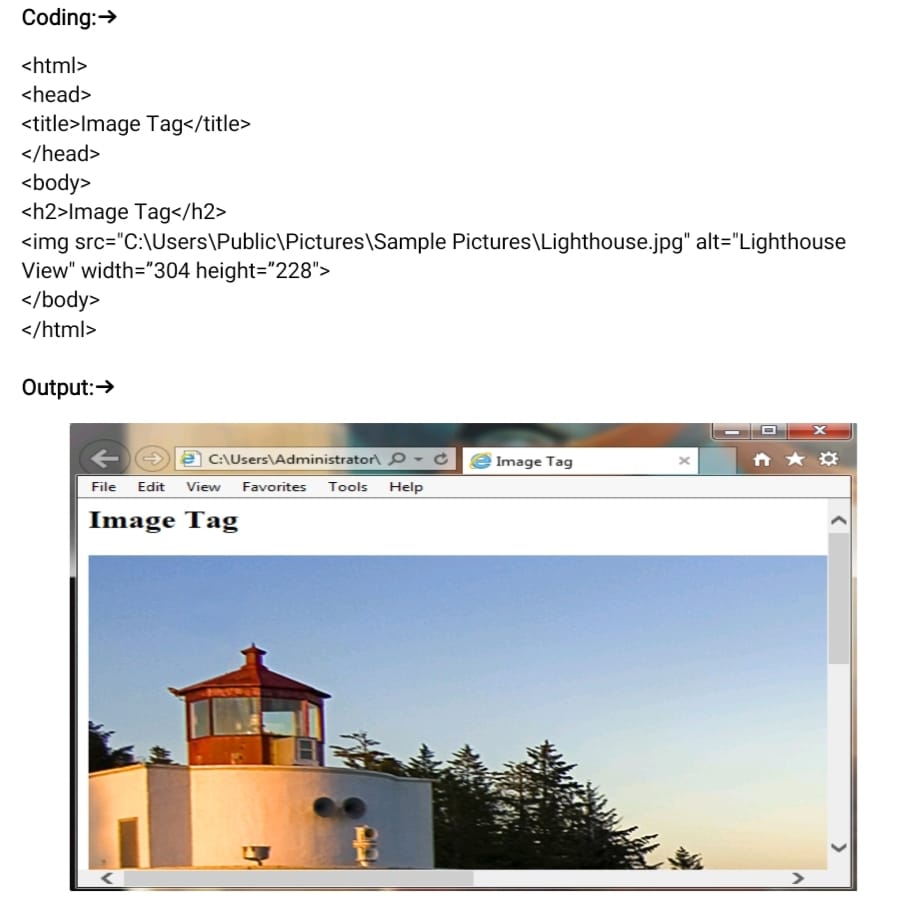 Coding:➔
<html>
<head>
<title>Image Tag</title>
</head>
<body>
<h2>Image Tag</h2>
<img src="C:\Users\Public\Pictures\Sample Pictures\Lighthouse.jpg" alt="Lighthouse
View" width=”304 height=”228">
</body>
</html>
Output:➔
C:\Users\Administrator\ Image Tag
File Edit View Favorites Tools Help
Image Tag